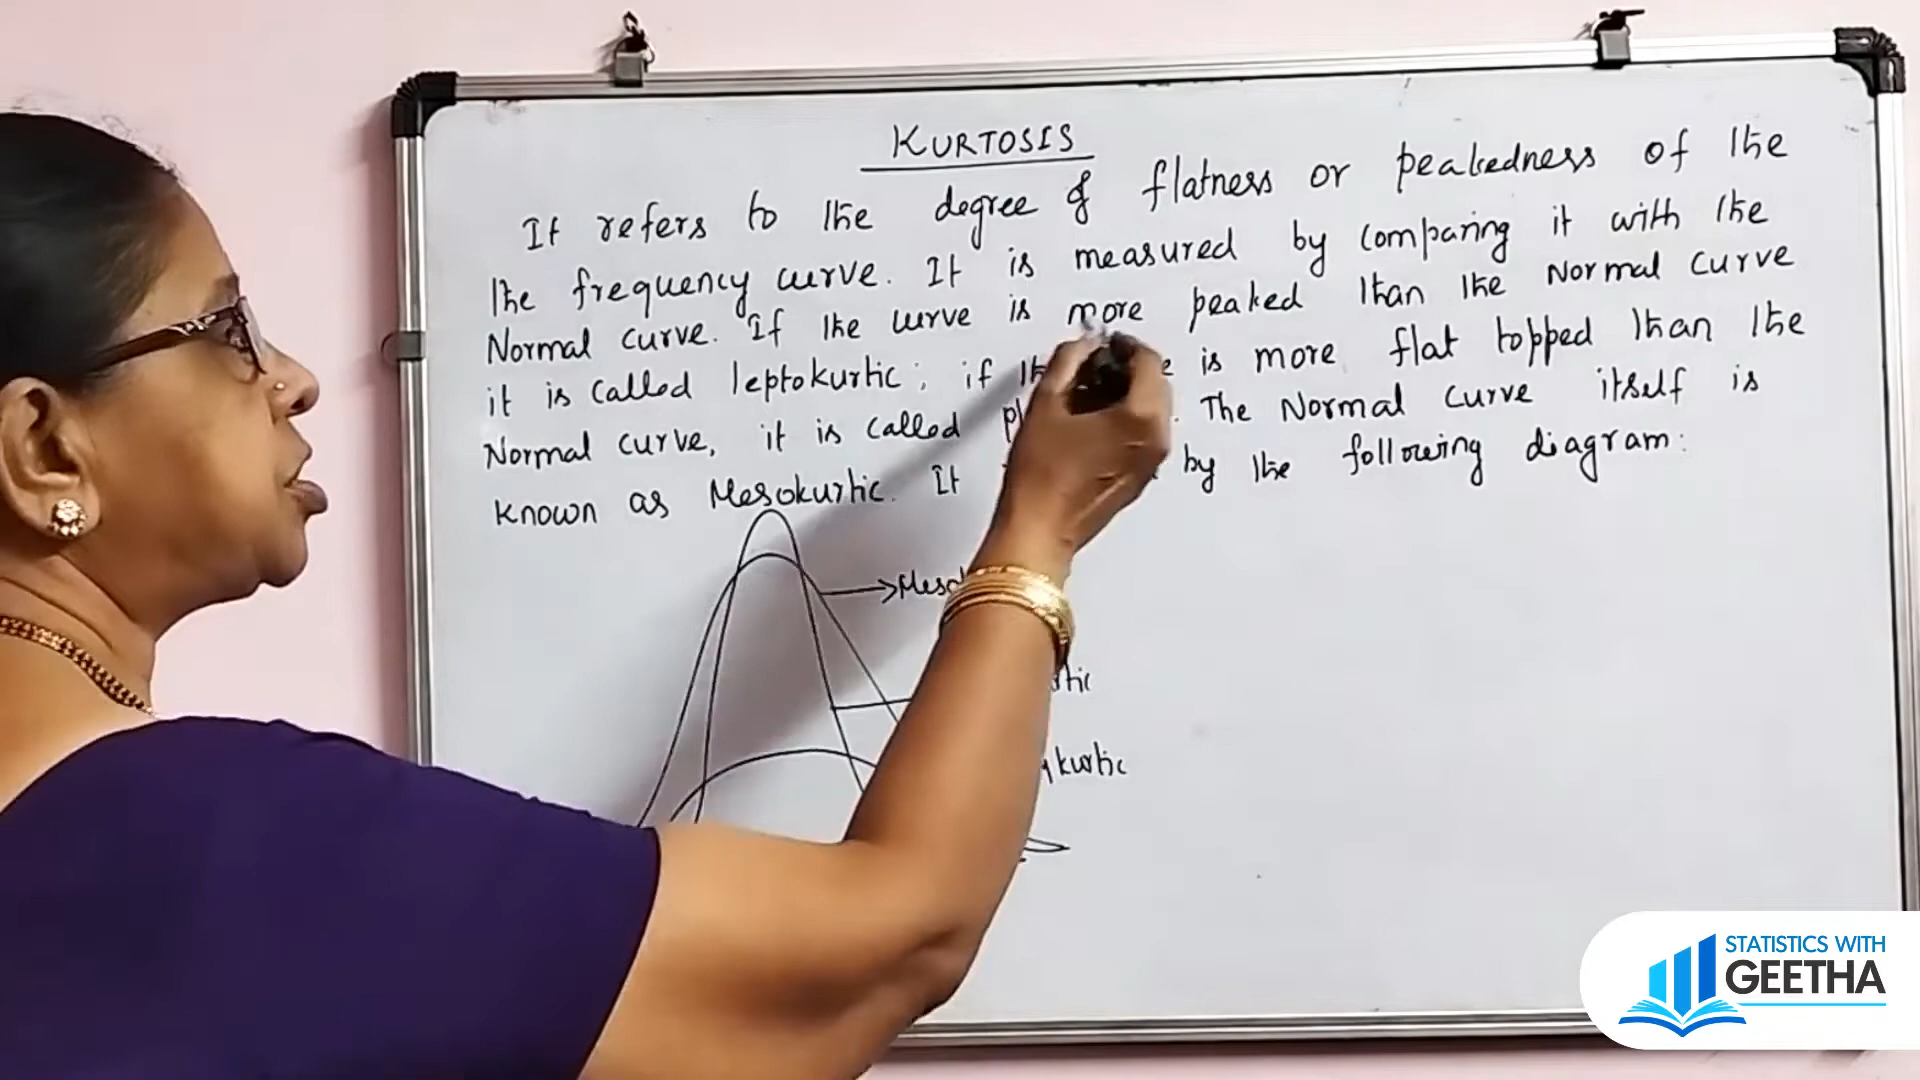 KURTOSIS
It refers to the degree of flatness or peakedness of the
the frequency curve. It is measured by comparing it with the
Normal curve. If the curve is more peaked than the Normal curve
it is called leptokurtic; if is more flat topped than the
Normal curve, it is called . The Normal curve itself is
known as Mesokurtic. It by the following diagram:
STATISTICS WITH
GEETHA